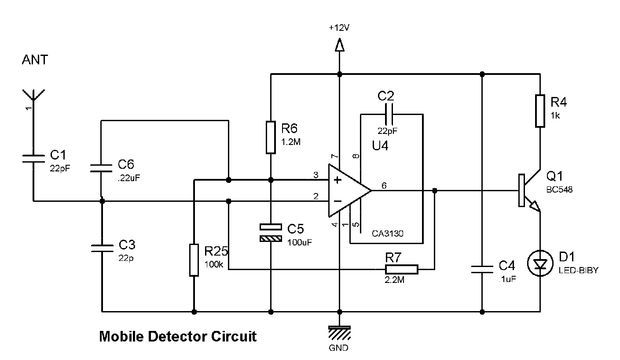 +12V
ANT
1
C1
22pF
C6
.22uF
C3
22p
R6
1.2M
R25
100k
C5
100uF
C2
22pF
U4
7
8
3
+
2
−
6
4
1
5
CA3130
R7
2.2M
R4
1k
Q1
BC548
C4
.1uF
D1
LED-BIBY
GND
Mobile Detector Circuit